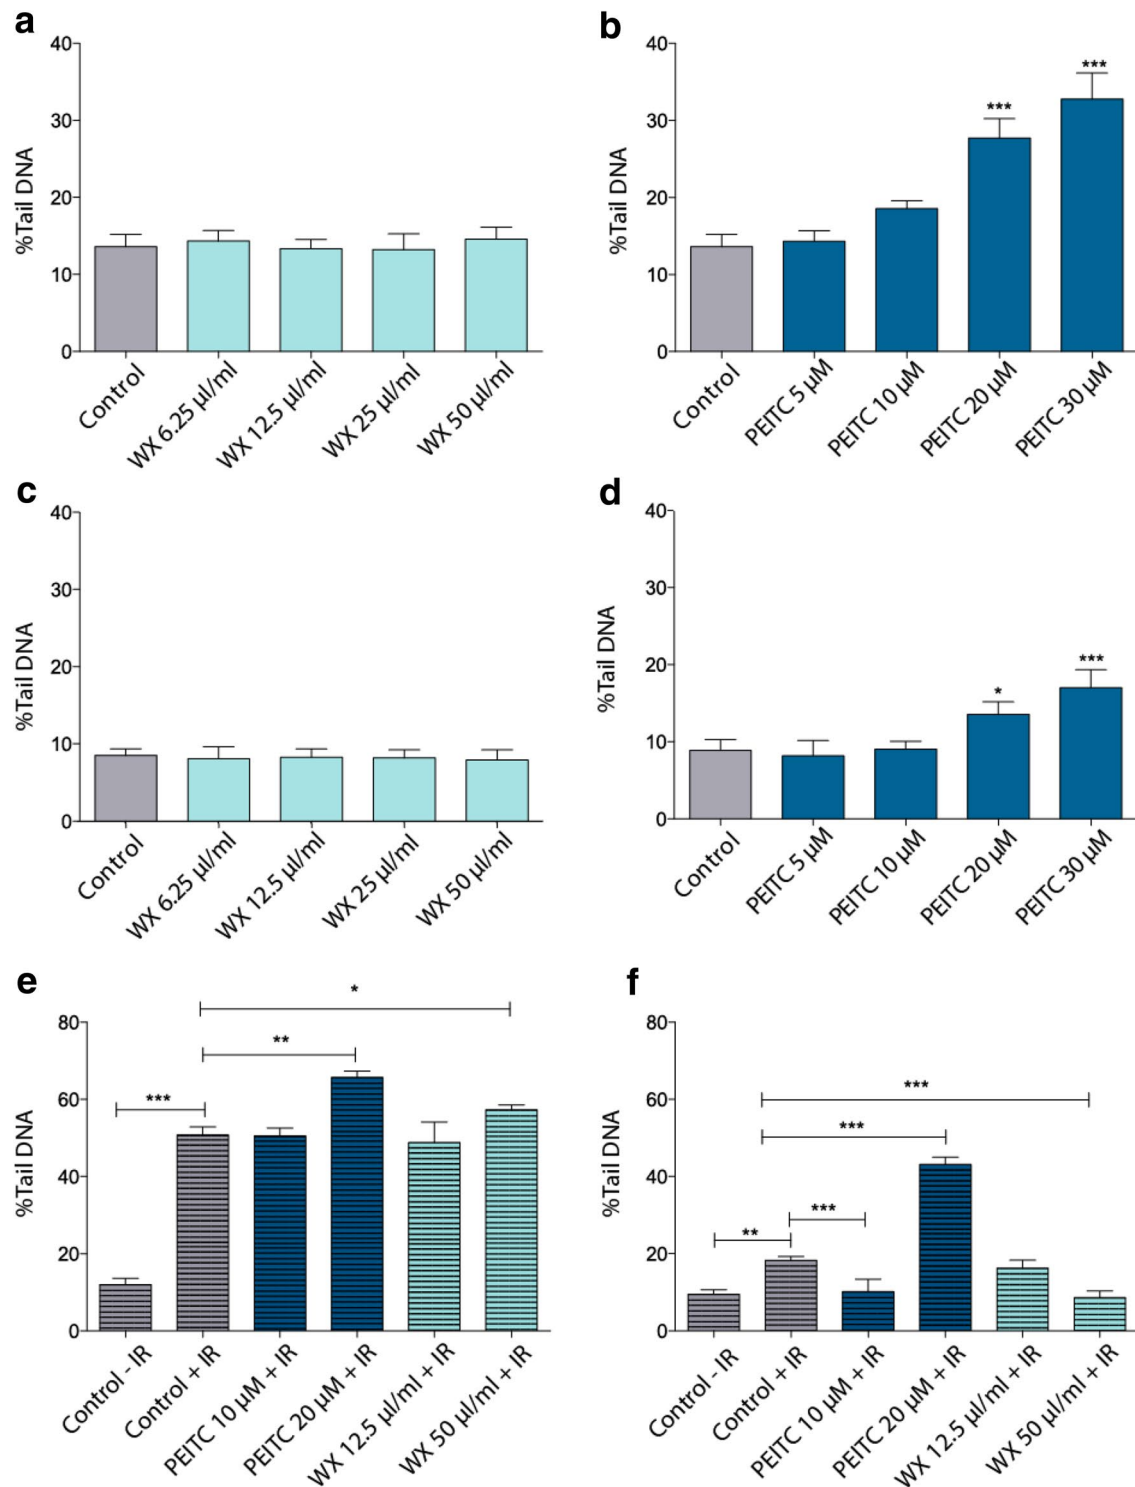 a
40
30
20
10
0
%Tail DNA
Control
WX 6.25 µl/ml
WX 12.5 µl/ml
WX 25 µl/ml
WX 50 µl/ml
b
40
30
20
10
0
%Tail DNA
***
***
Control
PEITC 5 µM
PEITC 10 µM
PEITC 20 µM
PEITC 30 µM
c
40
30
20
10
0
%Tail DNA
Control
WX 6.25 µl/ml
WX 12.5 µl/ml
WX 25 µl/ml
WX 50 µl/ml
d
40
30
20
10
0
%Tail DNA
*
***
Control
PEITC 5 µM
PEITC 10 µM
PEITC 20 µM
PEITC 30 µM
e
80
60
40
20
0
%Tail DNA
*
**
***
Control - IR
Control + IR
PEITC 10 µM + IR
PEITC 20 µM + IR
WX 12.5 µl/ml + IR
WX 50 µl/ml + IR
f
80
60
40
20
0
%Tail DNA
***
***
***
**
Control - IR
Control + IR
PEITC 10 µM + IR
PEITC 20 µM + IR
WX 12.5 µl/ml + IR
WX 50 µl/ml + IR